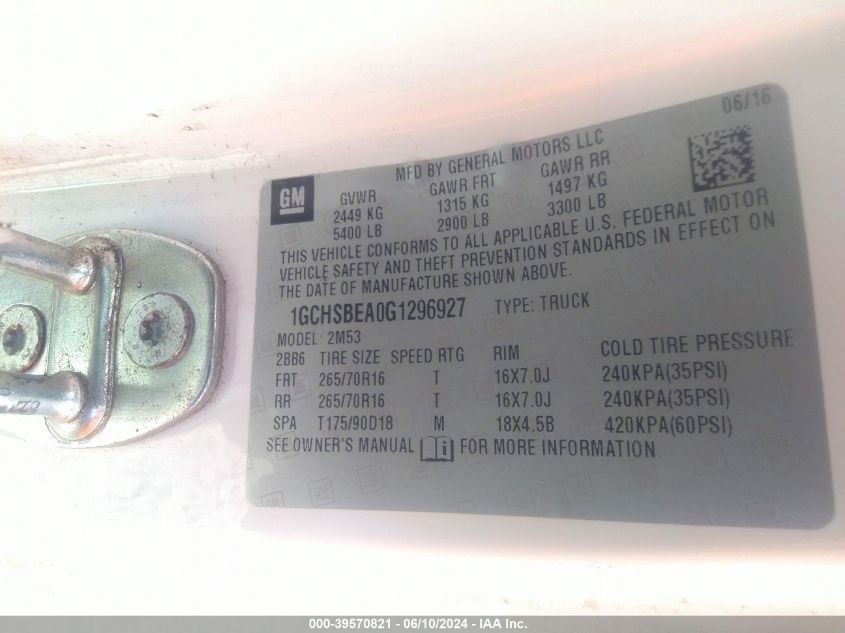 06/16
MFD BY GENERAL MOTORS LLC
GM
GVWR GAWR FRT GAWR RR
2449 KG 1315 KG 1497 KG
5400 LB 2900 LB 3300 LB
THIS VEHICLE CONFORMS TO ALL APPLICABLE U.S. FEDERAL MOTOR
VEHICLE SAFETY AND THEFT PREVENTION STANDARDS IN EFFECT ON
THE DATE OF MANUFACTURE SHOWN ABOVE.
1GCHSBEA0G1296927 TYPE: TRUCK
MODEL: 2M53
2BB6 TIRE SIZE SPEED RTG RIM COLD TIRE PRESSURE
FRT 265/70R16 T 16X7.0J 240KPA(35PSI)
RR 265/70R16 T 16X7.0J 240KPA(35PSI)
SPA T175/90D18 M 18X4.5B 420KPA(60PSI)
SEE OWNER'S MANUAL FOR MORE INFORMATION
000-39570821 - 06/10/2024 - IAA Inc.